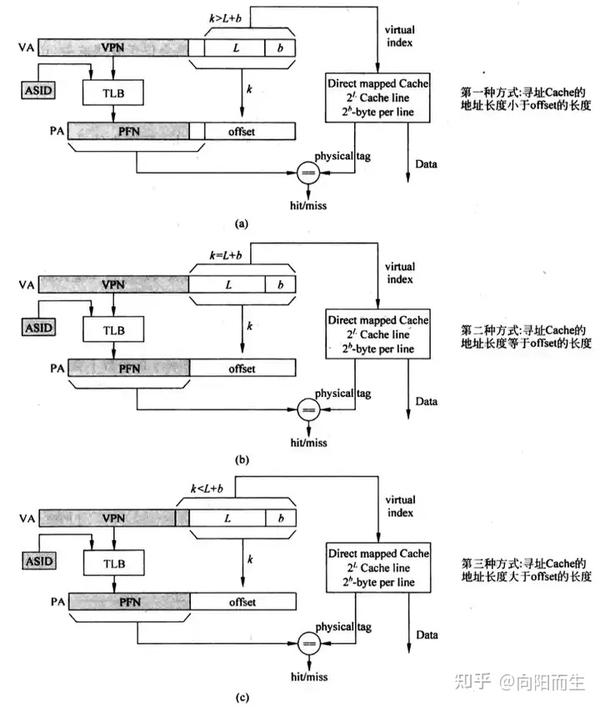 k>L+b
VA
VPN
L
b
virtual
index
ASID
TLB
k
Direct mapped Cache
2ᴸ Cache line
2ᵇ-byte per line
第一种方式:寻址Cache的
地址长度小于offset的长度
PA
PFN
offset
physical tag
Data
==
hit/miss
(a)
k=L+b
VA
VPN
L
b
virtual
index
ASID
TLB
k
Direct mapped Cache
2ᴸ Cache line
2ᵇ-byte per line
第二种方式:寻址Cache的
地址长度等于offset的长度
PA
PFN
offset
physical tag
Data
==
hit/miss
(b)
k<L+b
VA
VPN
L
b
virtual
index
ASID
TLB
k
Direct mapped Cache
2ᴸ Cache line
2ᵇ-byte per line
第三种方式:寻址Cache的
地址长度大于offset的长度
PA
PFN
offset
physical tag
Data
==
hit/miss
(c)
知乎 @向阳而生